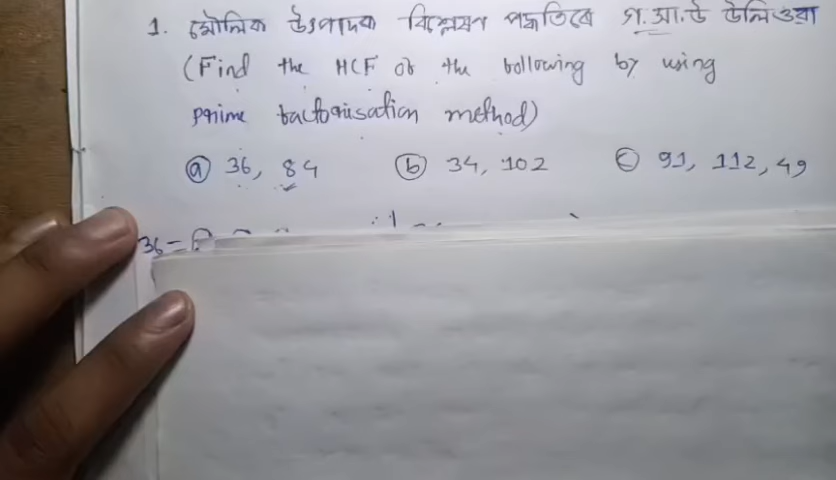 1. মৌলিক উৎপাদক বিশ্লেষণ পদ্ধতিৰে গ.সা.উ উলিওৱা
(Find the HCF of the following by using
prime factorisation method)
ⓐ 36, 84 ⓑ 34, 102 ⓒ 91, 112, 49
36 =